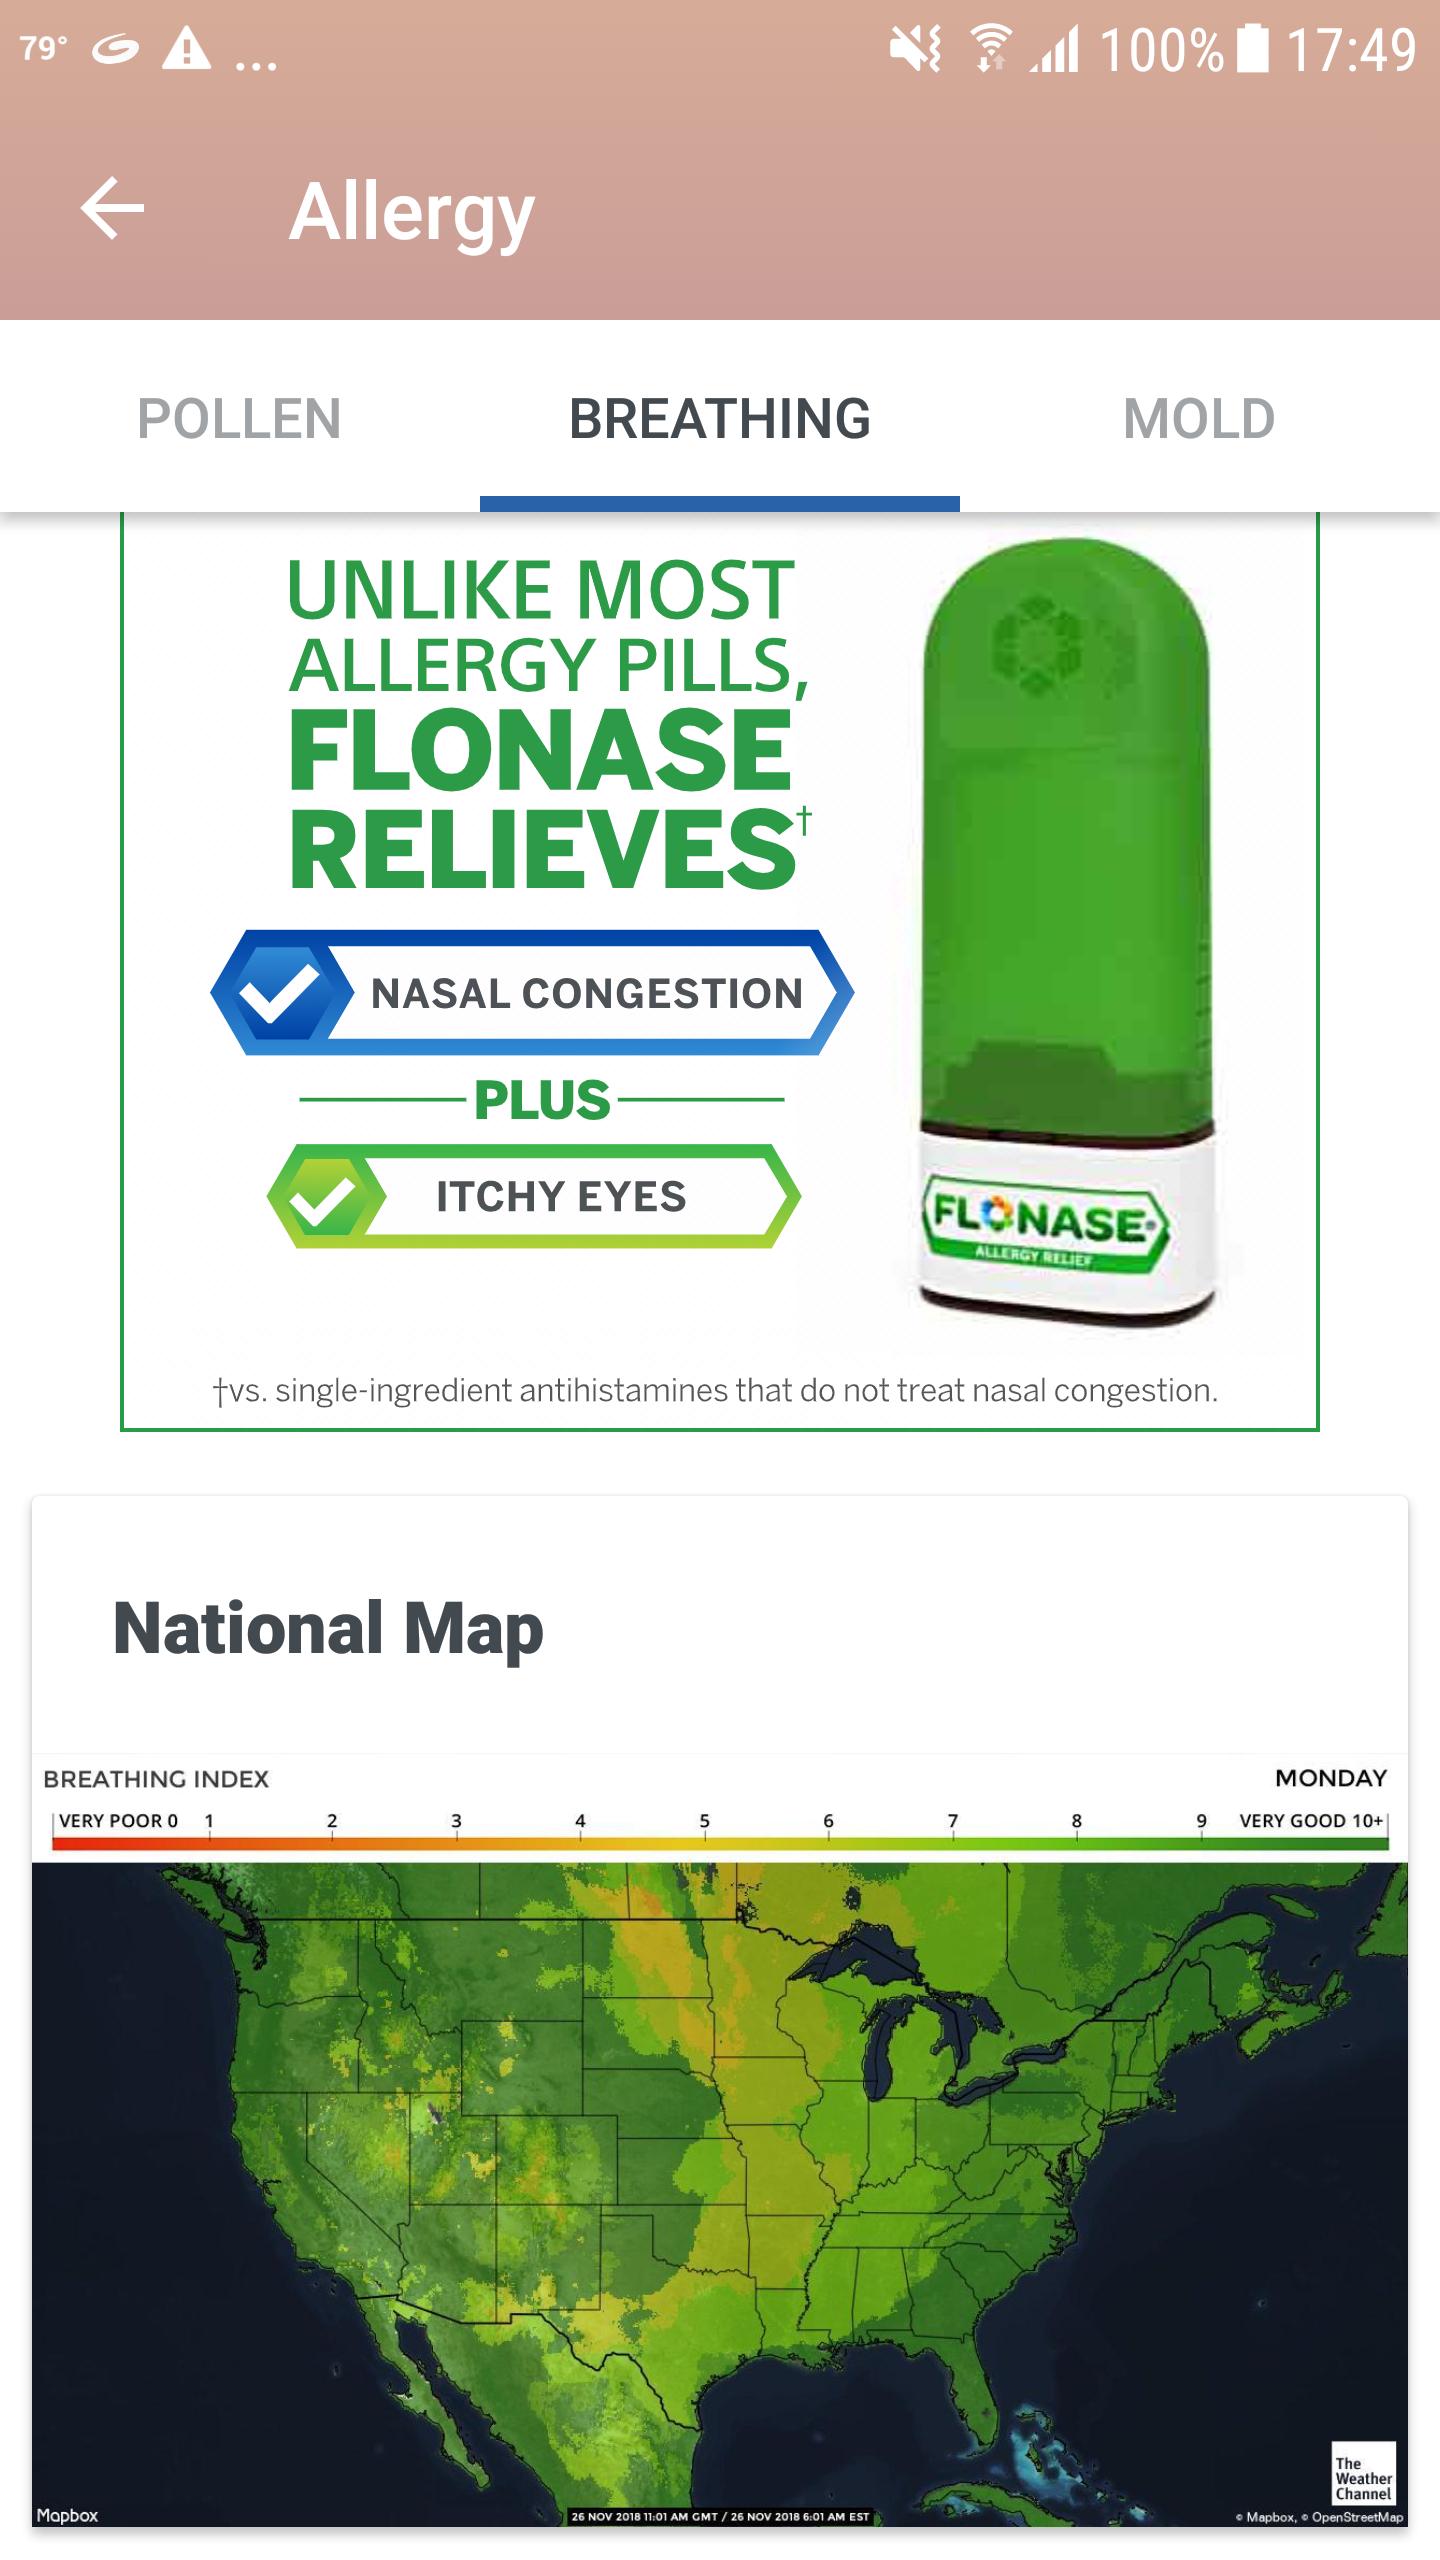 79° ... 100% 17:49
Allergy
POLLEN BREATHING MOLD
UNLIKE MOST
ALLERGY PILLS,
FLONASE
RELIEVES†
NASAL CONGESTION
PLUS
ITCHY EYES
FLONASE®
ALLERGY RELIEF
†vs. single-ingredient antihistamines that do not treat nasal congestion.
National Map
BREATHING INDEX MONDAY
VERY POOR 0 1 2 3 4 5 6 7 8 9 VERY GOOD 10+
The
Weather
Channel
Mapbox 26 NOV 2018 11:01 AM GMT / 26 NOV 2018 6:01 AM EST © Mapbox, © OpenStreetMap